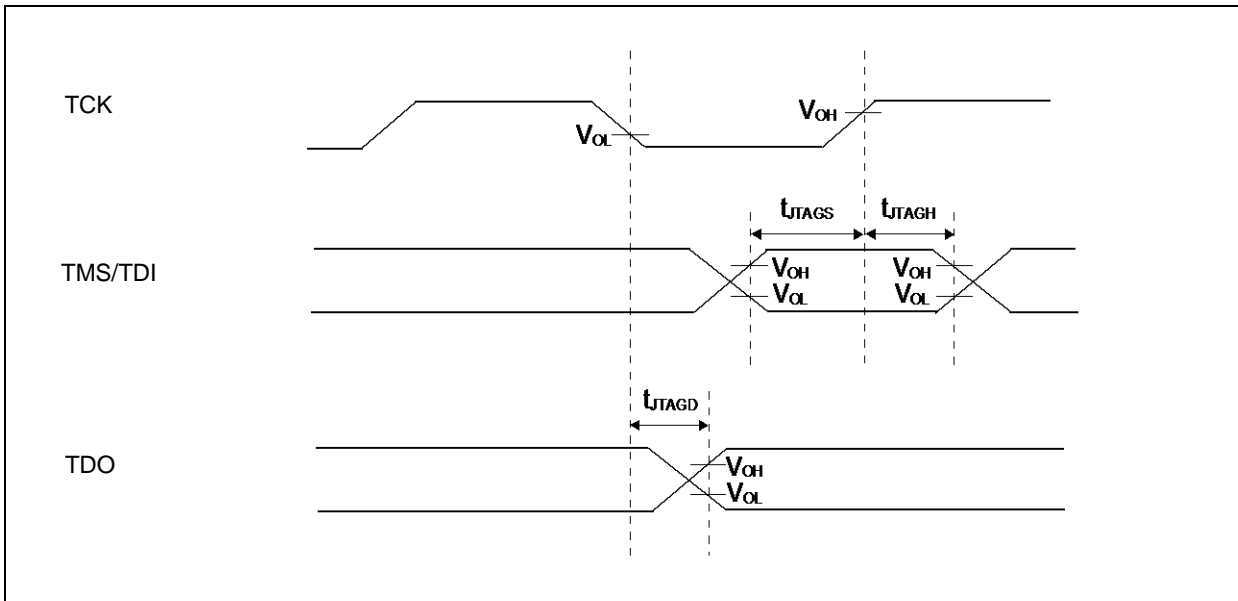 TCK
VOL
VOH
tJTAGS
tJTAGH
TMS/TDI
VOH
VOL
VOH
VOL
tJTAGD
TDO
VOH
VOL